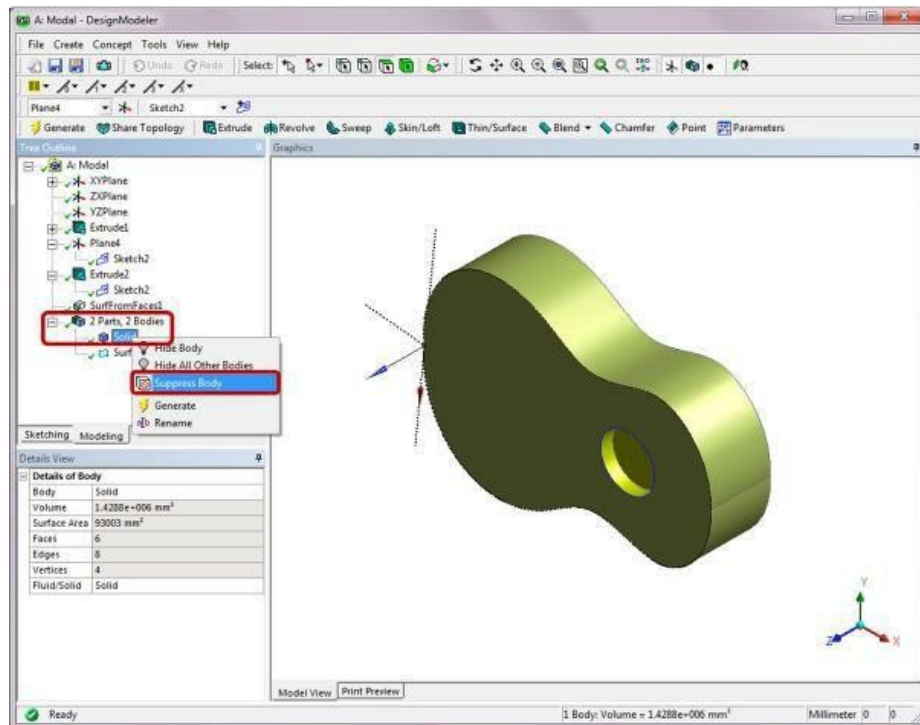 A: Modal - DesignModeler
File Create Concept Tools View Help
Undo Redo Select:
Plane4 Sketch2
Generate Share Topology Extrude Revolve Sweep Skin/Loft Thin/Surface Blend Chamfer Point Parameters
Tree Outline
Graphics
A: Modal
XYPlane
ZXPlane
YZPlane
Extrude1
Plane4
Sketch2
Extrude2
Sketch2
SurfFromFaces1
2 Parts, 2 Bodies
Solid
Surf
Hide Body
Hide All Other Bodies
Suppress Body
Generate
Rename
Sketching Modeling
Details View
Details of Body
Body Solid
Volume 1.4288e+006 mm³
Surface Area 93003 mm²
Faces 6
Edges 8
Vertices 4
Fluid/Solid Solid
Y
Z X
Model View Print Preview
Ready 1 Body: Volume = 1.4288e+006 mm³ Millimeter 0 0